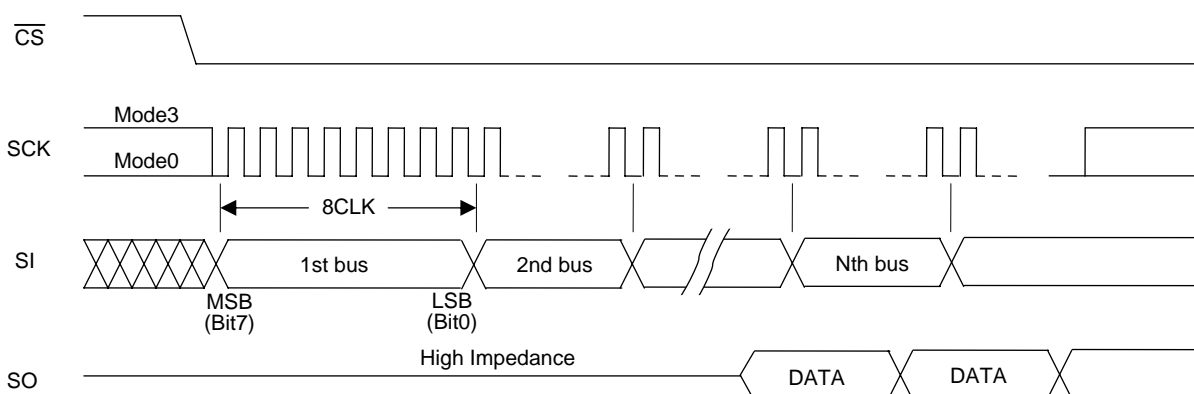 CS
Mode3
SCK
Mode0
8CLK
SI
1st bus
2nd bus
Nth bus
MSB
(Bit7)
LSB
(Bit0)
High Impedance
SO
DATA
DATA